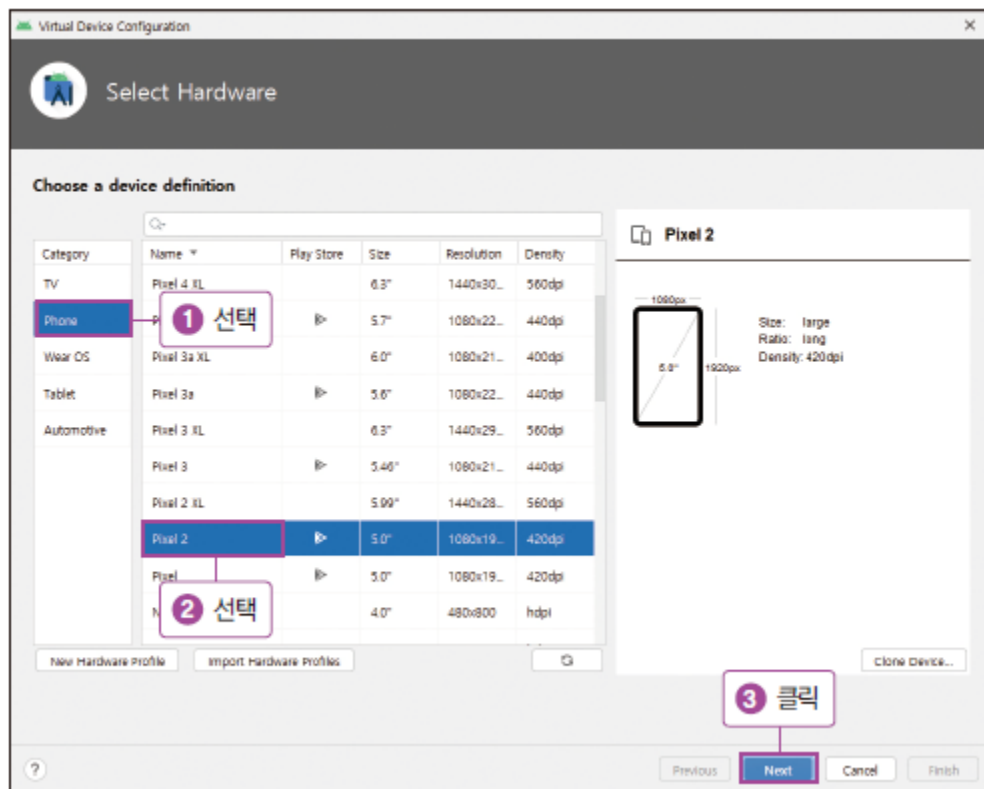 Virtual Device Configuration
Select Hardware
Choose a device definition
Category
TV
Phone
Wear OS
Tablet
Automotive
Name Play Store Size Resolution Density
Pixel 4 XL 6.3" 1440x30... 560dpi
5.7" 1080x22... 440dpi
1 선택
Pixel 3a XL 6.0" 1080x21... 400dpi
Pixel 3a 5.6" 1080x22... 440dpi
Pixel 3 XL 6.3" 1440x29... 560dpi
Pixel 3 5.46" 1080x21... 440dpi
Pixel 2 XL 5.99" 1440x28... 560dpi
Pixel 2 5.0" 1080x19... 420dpi
Pixel 5.0" 1080x19... 420dpi
2 선택
4.0" 480x800 hdpi
New Hardware Profile Import Hardware Profiles
Pixel 2
1080px
5.0"
1920px
Size: large
Ratio: long
Density: 420dpi
Clone Device...
3 클릭
?
Previous Next Cancel Finish